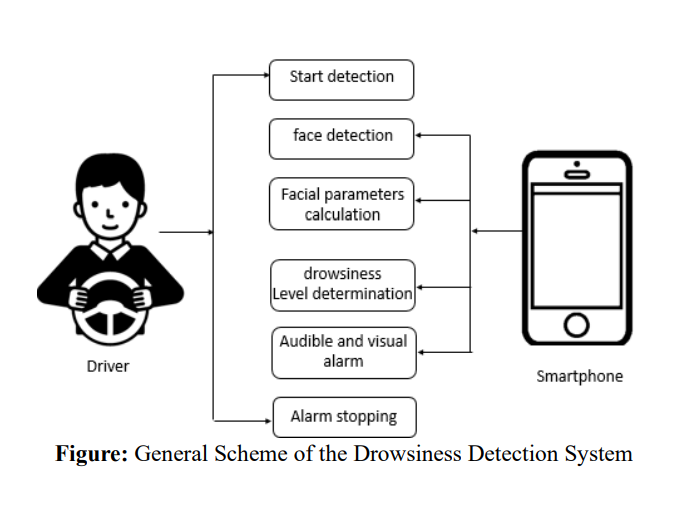 Start detection
face detection
Facial parameters
calculation
drowsiness
Level determination
Audible and visual
alarm
Alarm stopping
Driver
Smartphone
Figure: General Scheme of the Drowsiness Detection System